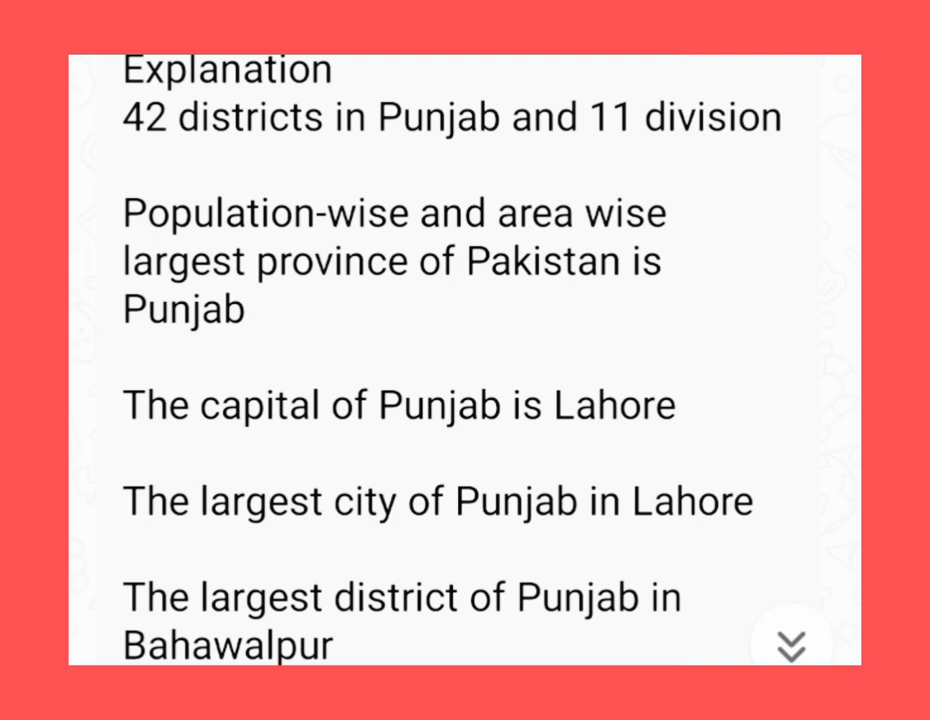 Explanation
42 districts in Punjab and 11 division
Population-wise and area wise
largest province of Pakistan is
Punjab
The capital of Punjab is Lahore
The largest city of Punjab in Lahore
The largest district of Punjab in
Bahawalpur